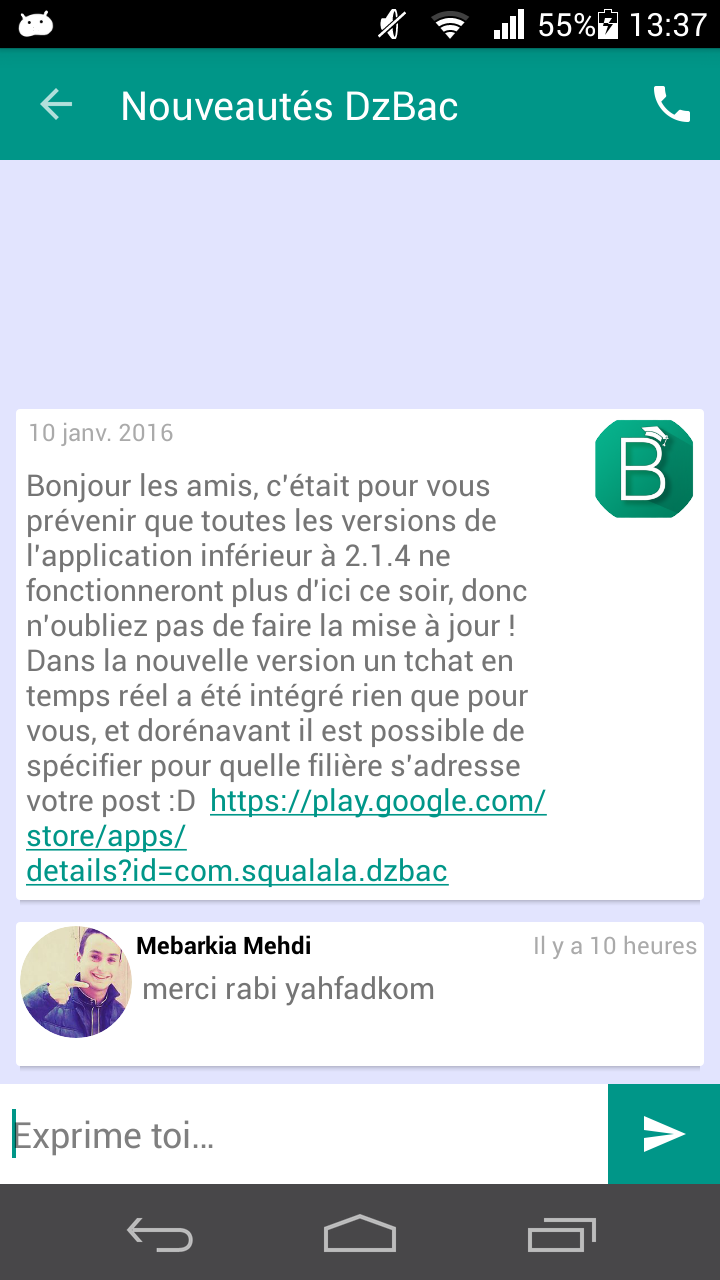 55% 13:37
Nouveautés DzBac
10 janv. 2016
B
Bonjour les amis, c'était pour vous
prévenir que toutes les versions de
l'application inférieur à 2.1.4 ne
fonctionneront plus d'ici ce soir, donc
n'oubliez pas de faire la mise à jour !
Dans la nouvelle version un tchat en
temps réel a été intégré rien que pour
vous, et dorénavant il est possible de
spécifier pour quelle filière s'adresse
votre post :D  https://play.google.com/
store/apps/
details?id=com.squalala.dzbac
Mebarkia Mehdi Il y a 10 heures
merci rabi yahfadkom
Exprime toi...